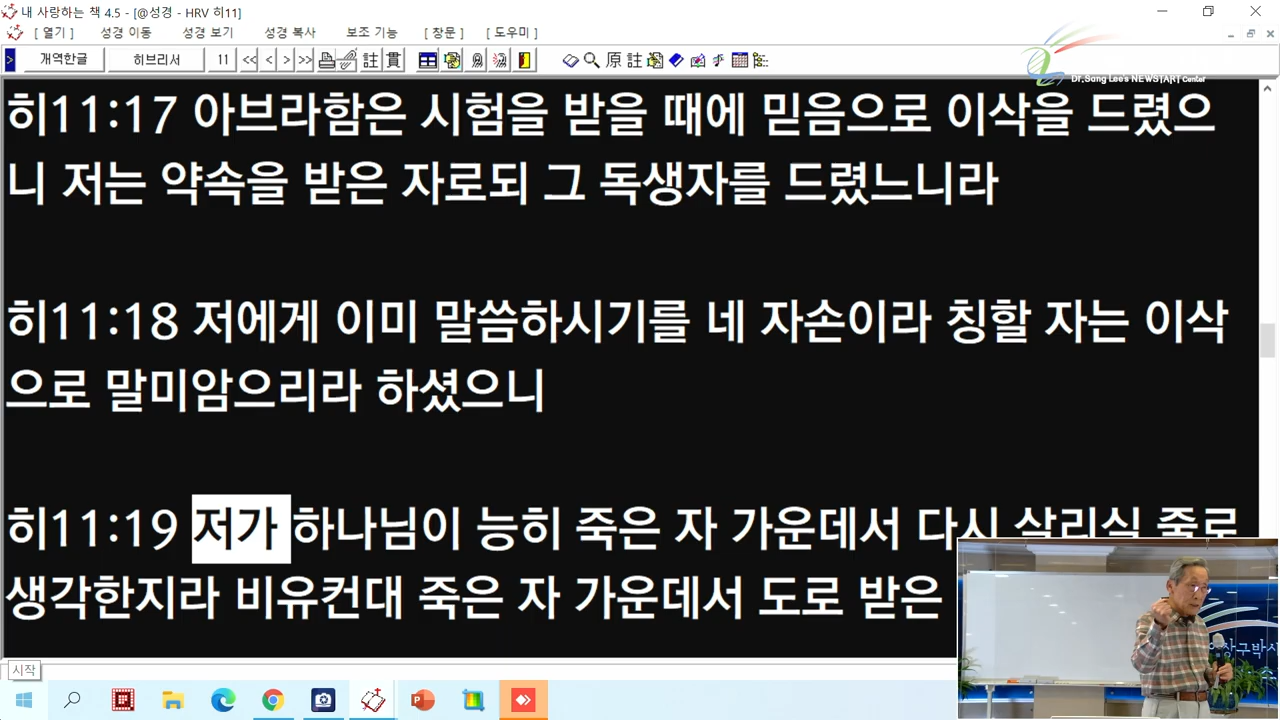 내 사랑하는 책 4.5 - [@성경 - HRV 히11]
[ 열기 ] 성경 이동 성경 보기 성경 복사 보조 기능 [ 창문 ] [ 도우미 ]
> 개역한글 히브리서 11 << < > >> 註 貫 原 註
Dr.Sang Lee's NEWSTART Center
히11:17 아브라함은 시험을 받을 때에 믿음으로 이삭을 드렸으
니 저는 약속을 받은 자로되 그 독생자를 드렸느니라
히11:18 저에게 이미 말씀하시기를 네 자손이라 칭할 자는 이삭
으로 말미암으리라 하셨으니
히11:19 저가 하나님이 능히 죽은 자 가운데서 다시 살리실 줄로
생각한지라 비유컨대 죽은 자 가운데서 도로 받은
시작